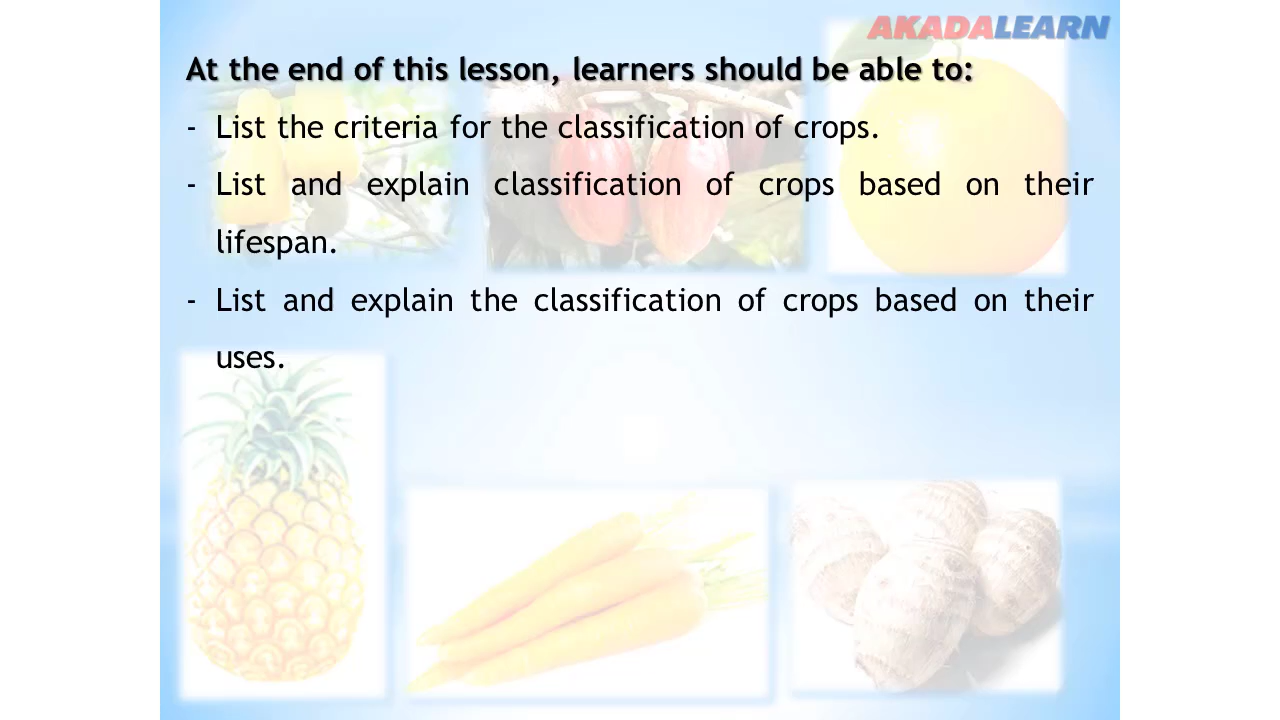 AKADALEARN
At the end of this lesson, learners should be able to:
- List the criteria for the classification of crops.
- List and explain classification of crops based on their
lifespan.
- List and explain the classification of crops based on their
uses.